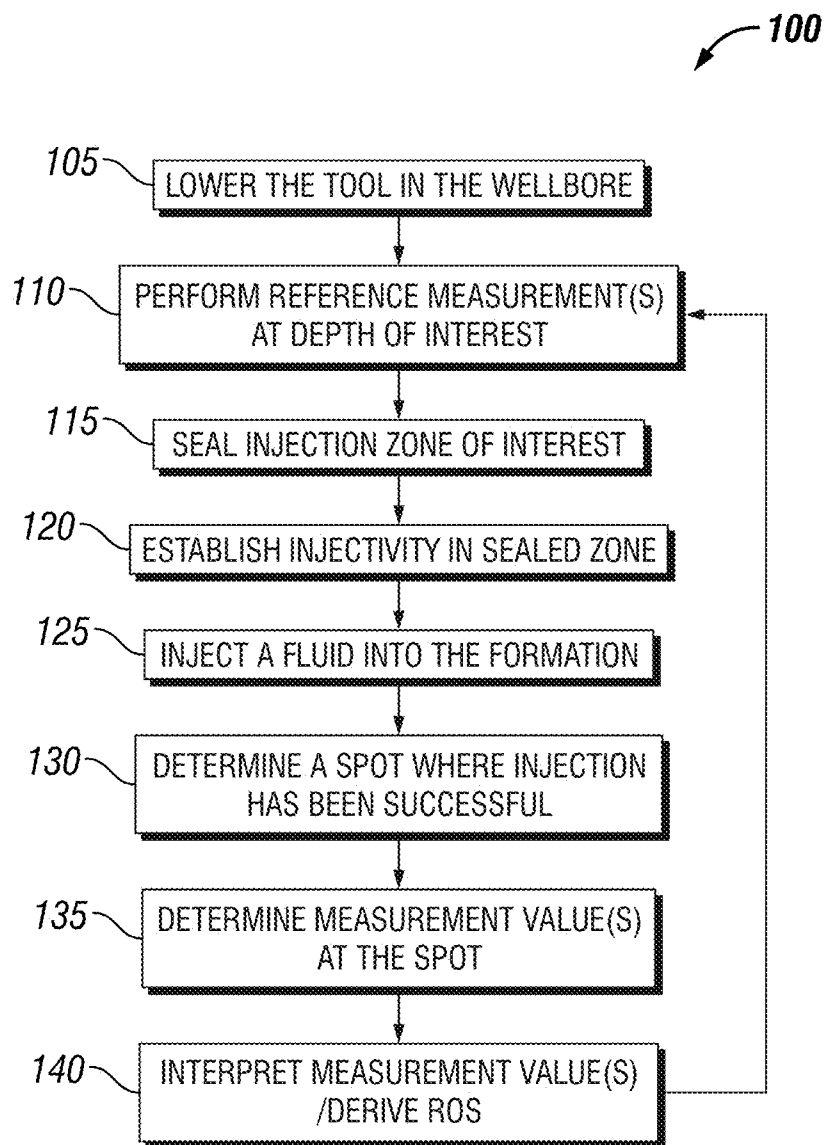 100
105
LOWER THE TOOL IN THE WELLBORE
110
PERFORM REFERENCE MEASUREMENT(S)
AT DEPTH OF INTEREST
115
SEAL INJECTION ZONE OF INTEREST
120
ESTABLISH INJECTIVITY IN SEALED ZONE
125
INJECT A FLUID INTO THE FORMATION
130
DETERMINE A SPOT WHERE INJECTION
HAS BEEN SUCCESSFUL
135
DETERMINE MEASUREMENT VALUE(S)
AT THE SPOT
140
INTERPRET MEASUREMENT VALUE(S)
/DERIVE ROS